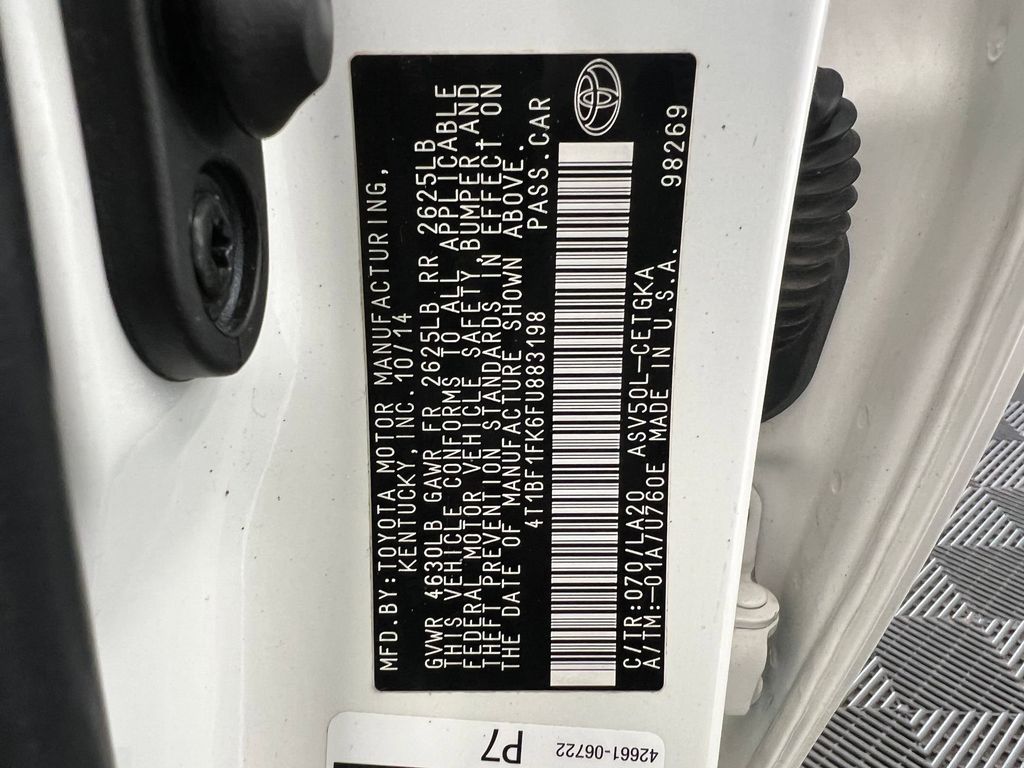 MFD.BY:TOYOTA MOTOR MANUFACTURING,
KENTUCKY, INC. 10/14
GVWR 4630LB GAWR FR 2625LB RR 2625LB
THIS VEHICLE CONFORMS TO ALL APPLICABLE
FEDERAL MOTOR VEHICLE SAFETY,BUMPER,AND
THEFT PREVENTION STANDARDS IN EFFECT ON
THE DATE OF MANUFACTURE SHOWN ABOVE.
4T1BF1FK6FU883198 PASS.CAR
C/TR:070/LA20 ASV50L-CETGKA
A/TM:-01A/U760E MADE IN U.S.A. 98269
42661-06722
P7